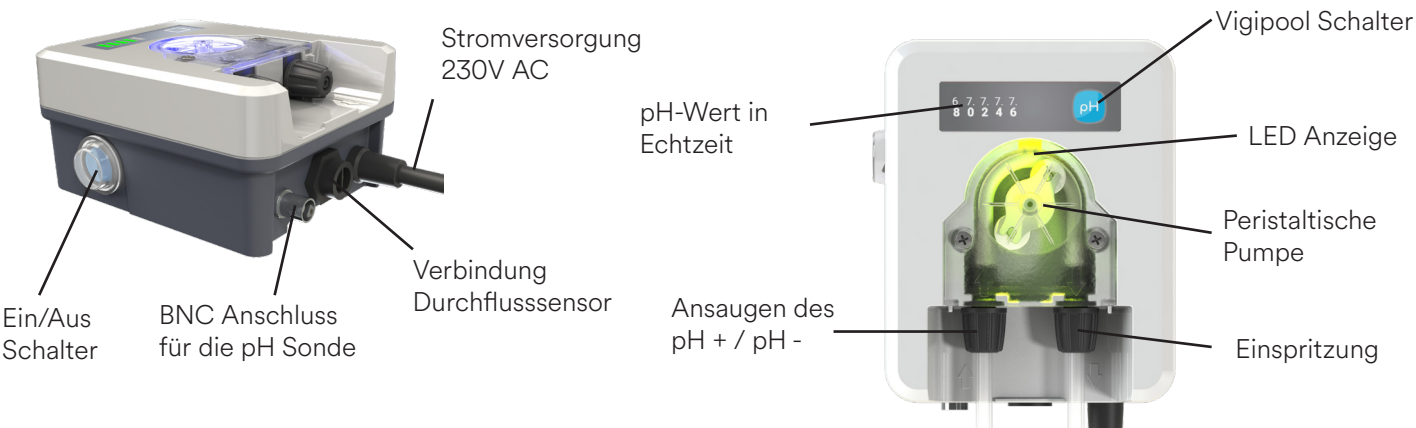 Stromversorgung
230V AC
Ein/Aus
Schalter
BNC Anschluss
für die pH Sonde
Verbindung
Durchflusssensor
Vigipool Schalter
pH-Wert in
Echtzeit
6. 7. 7. 7. 7.
8 0 2 4 6
pH
LED Anzeige
Peristaltische
Pumpe
Ansaugen des
pH + / pH -
Einspritzung